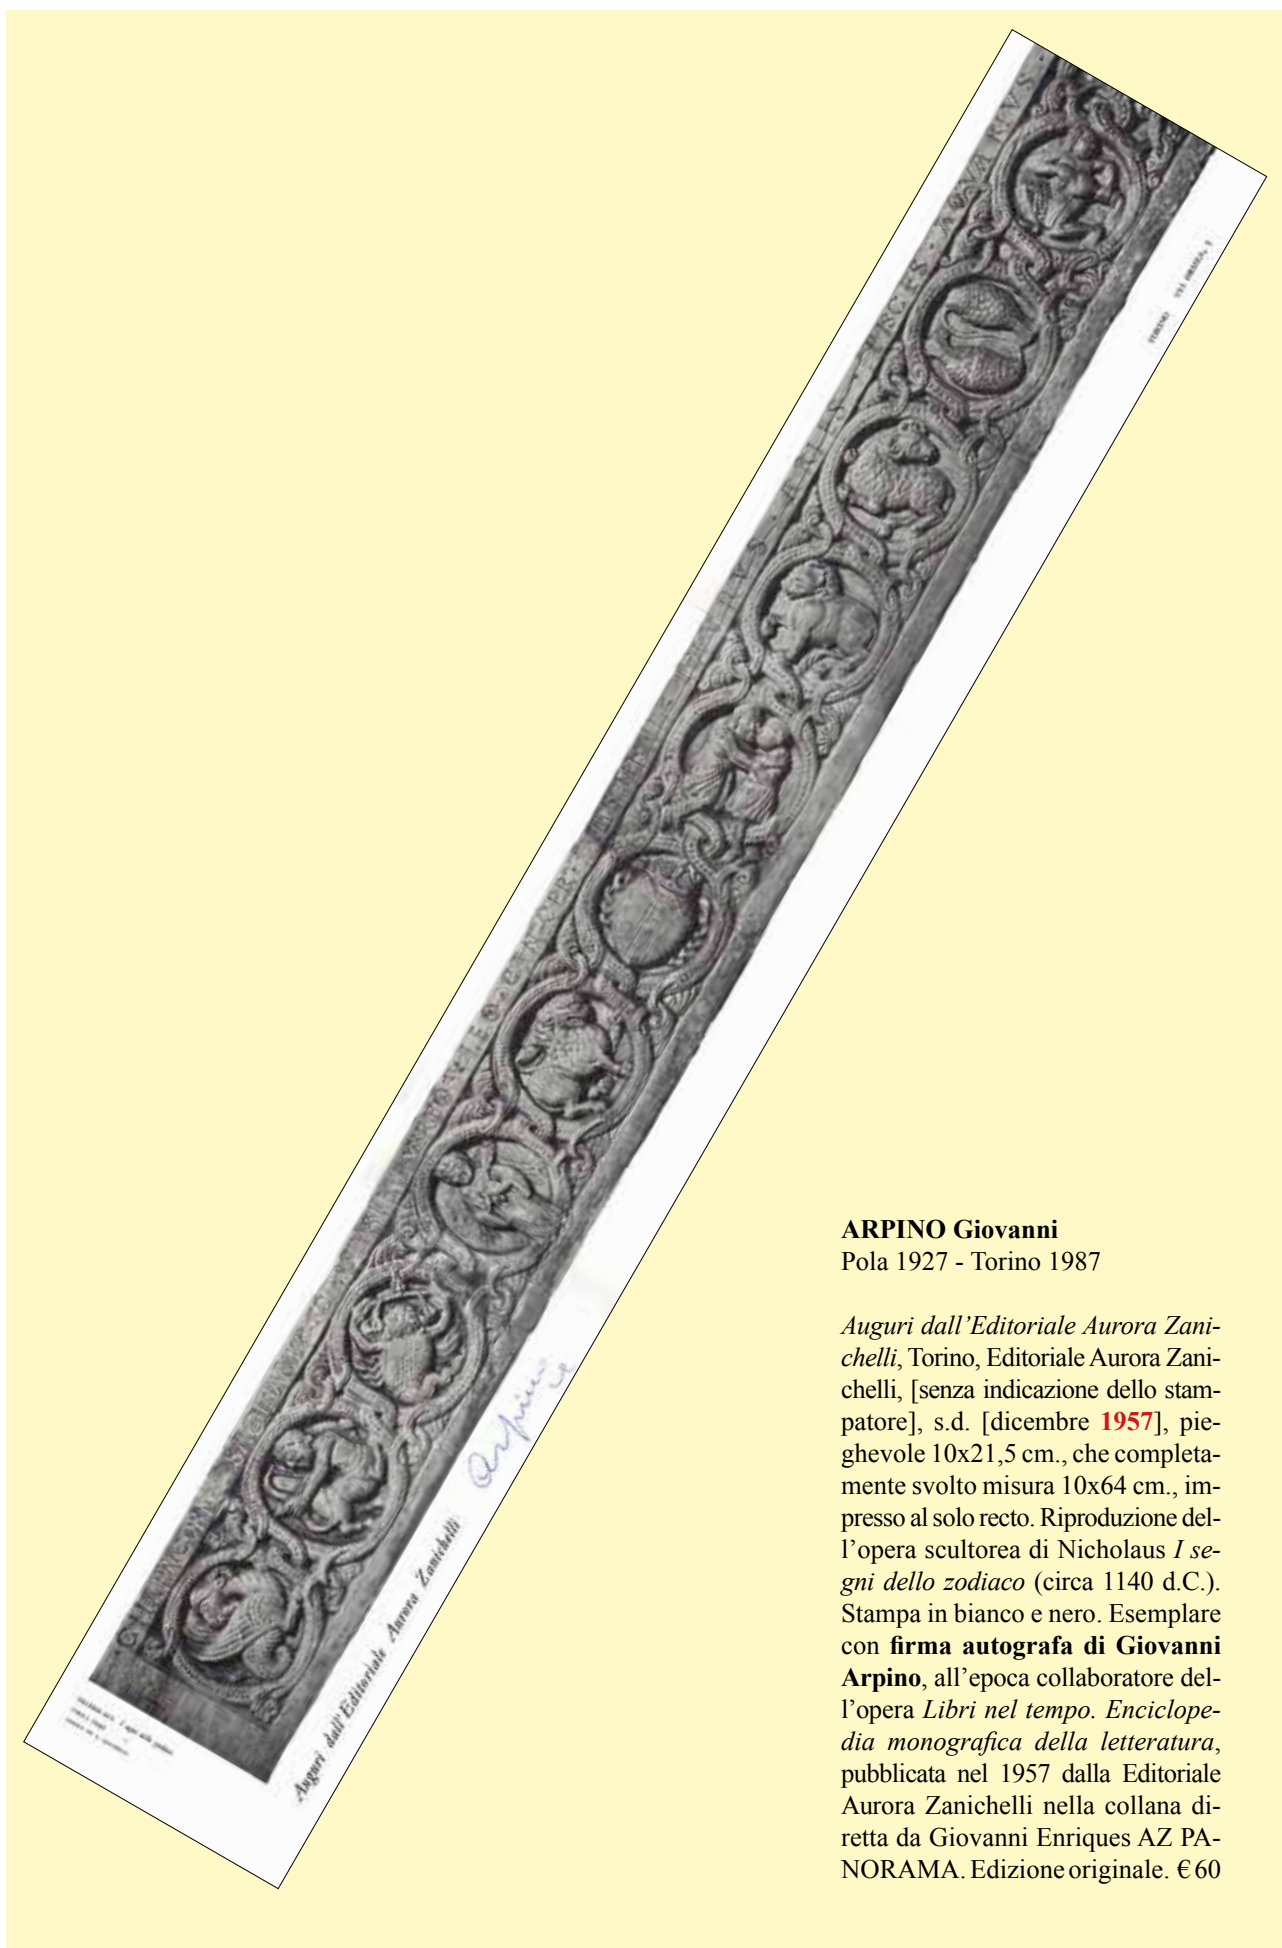 AQVARIVS
TORINO
Arpino
Auguri dall'Editoriale Aurora Zanichelli
ARPINO Giovanni
Pola 1927 - Torino 1987
Auguri dall'Editoriale Aurora Zani-
chelli, Torino, Editoriale Aurora Zani-
chelli, [senza indicazione dello stam-
patore], s.d. [dicembre 1957], pie-
ghevole 10x21,5 cm., che completa-
mente svolto misura 10x64 cm., im-
presso al solo recto. Riproduzione del-
l'opera scultorea di Nicholaus I se-
gni dello zodiaco (circa 1140 d.C.).
Stampa in bianco e nero. Esemplare
con firma autografa di Giovanni
Arpino, all'epoca collaboratore del-
l'opera Libri nel tempo. Enciclope-
dia monografica della letteratura,
pubblicata nel 1957 dalla Editoriale
Aurora Zanichelli nella collana di-
retta da Giovanni Enriques AZ PA-
NORAMA. Edizione originale. € 60